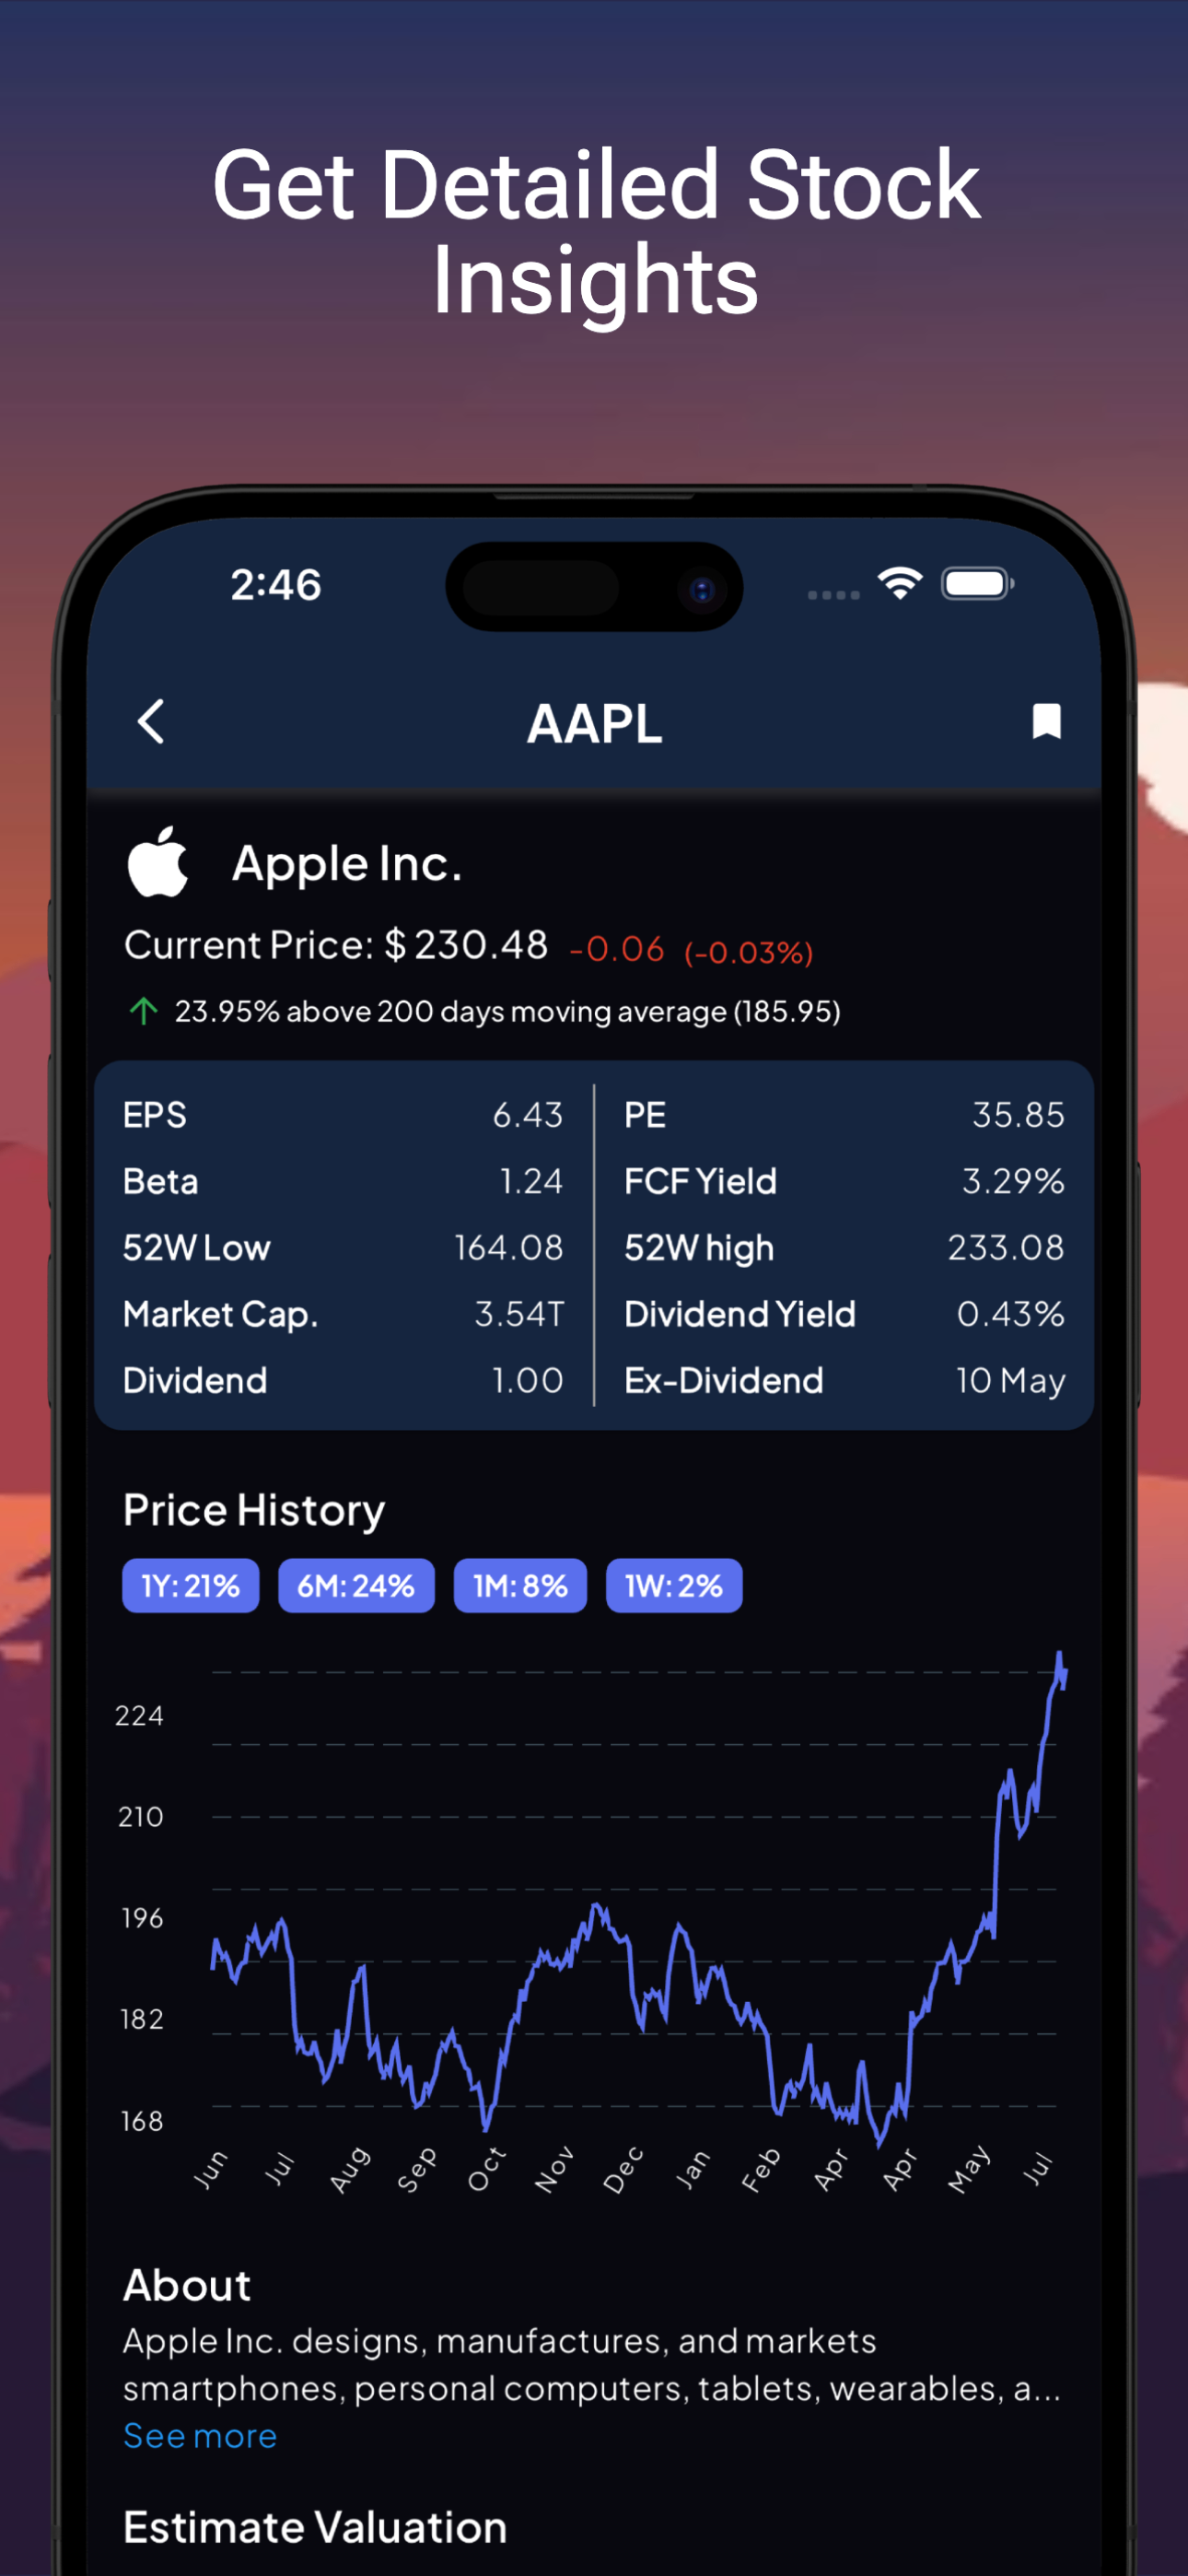 Get Detailed Stock
Insights
2:46
AAPL
Apple Inc.
Current Price: $ 230.48 -0.06 (-0.03%)
23.95% above 200 days moving average (185.95)
EPS 6.43 PE 35.85
Beta 1.24 FCF Yield 3.29%
52W Low 164.08 52W high 233.08
Market Cap. 3.54T Dividend Yield 0.43%
Dividend 1.00 Ex-Dividend 10 May
Price History
1Y: 21% 6M: 24% 1M: 8% 1W: 2%
224
210
196
182
168
Jun Jul Aug Sep Oct Nov Dec Jan Feb Apr Apr May Jul
About
Apple Inc. designs, manufactures, and markets
smartphones, personal computers, tablets, wearables, a...
See more
Estimate Valuation